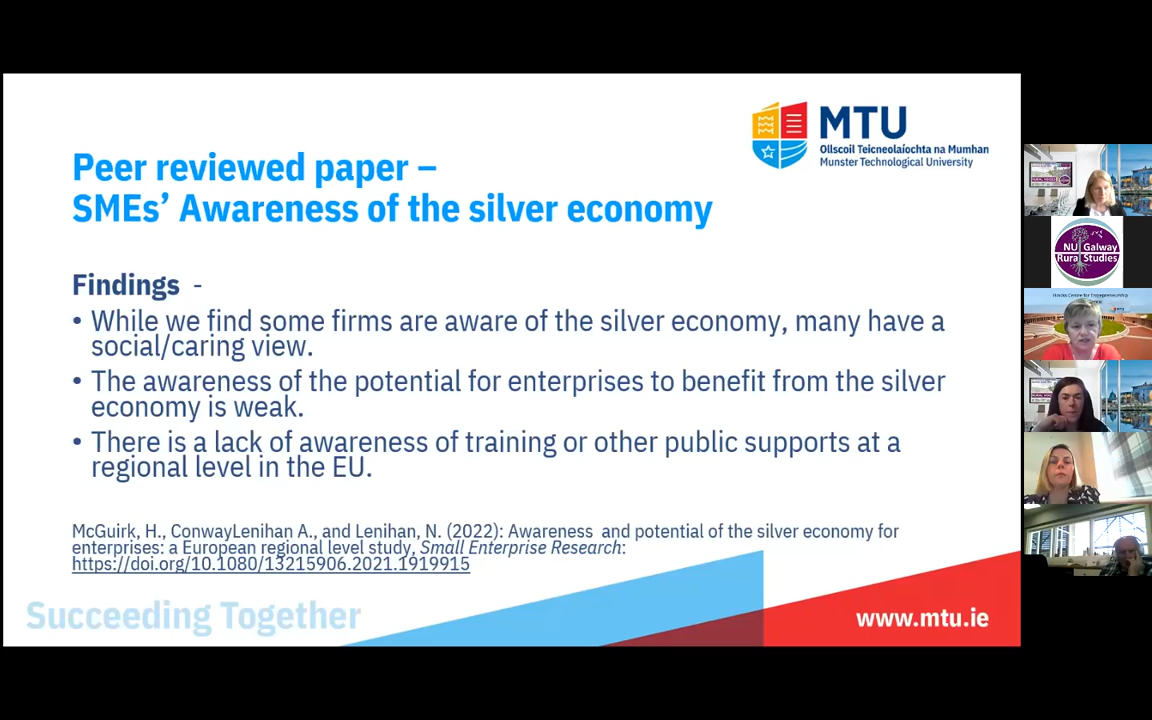 MTU
Ollscoil Teicneolaíochta na Mumhan
Munster Technological University
Peer reviewed paper –
SMEs’ Awareness of the silver economy
Findings -
• While we find some firms are aware of the silver economy, many have a
social/caring view.
• The awareness of the potential for enterprises to benefit from the silver
economy is weak.
• There is a lack of awareness of training or other public supports at a
regional level in the EU.
McGuirk, H., ConwayLenihan A., and Lenihan, N. (2022): Awareness and potential of the silver economy for
enterprises: a European regional level study, Small Enterprise Research:
https://doi.org/10.1080/13215906.2021.1919915
Succeeding Together
www.mtu.ie
NU Galway
Rural Studies
Hincks Centre for Entrepreneurship